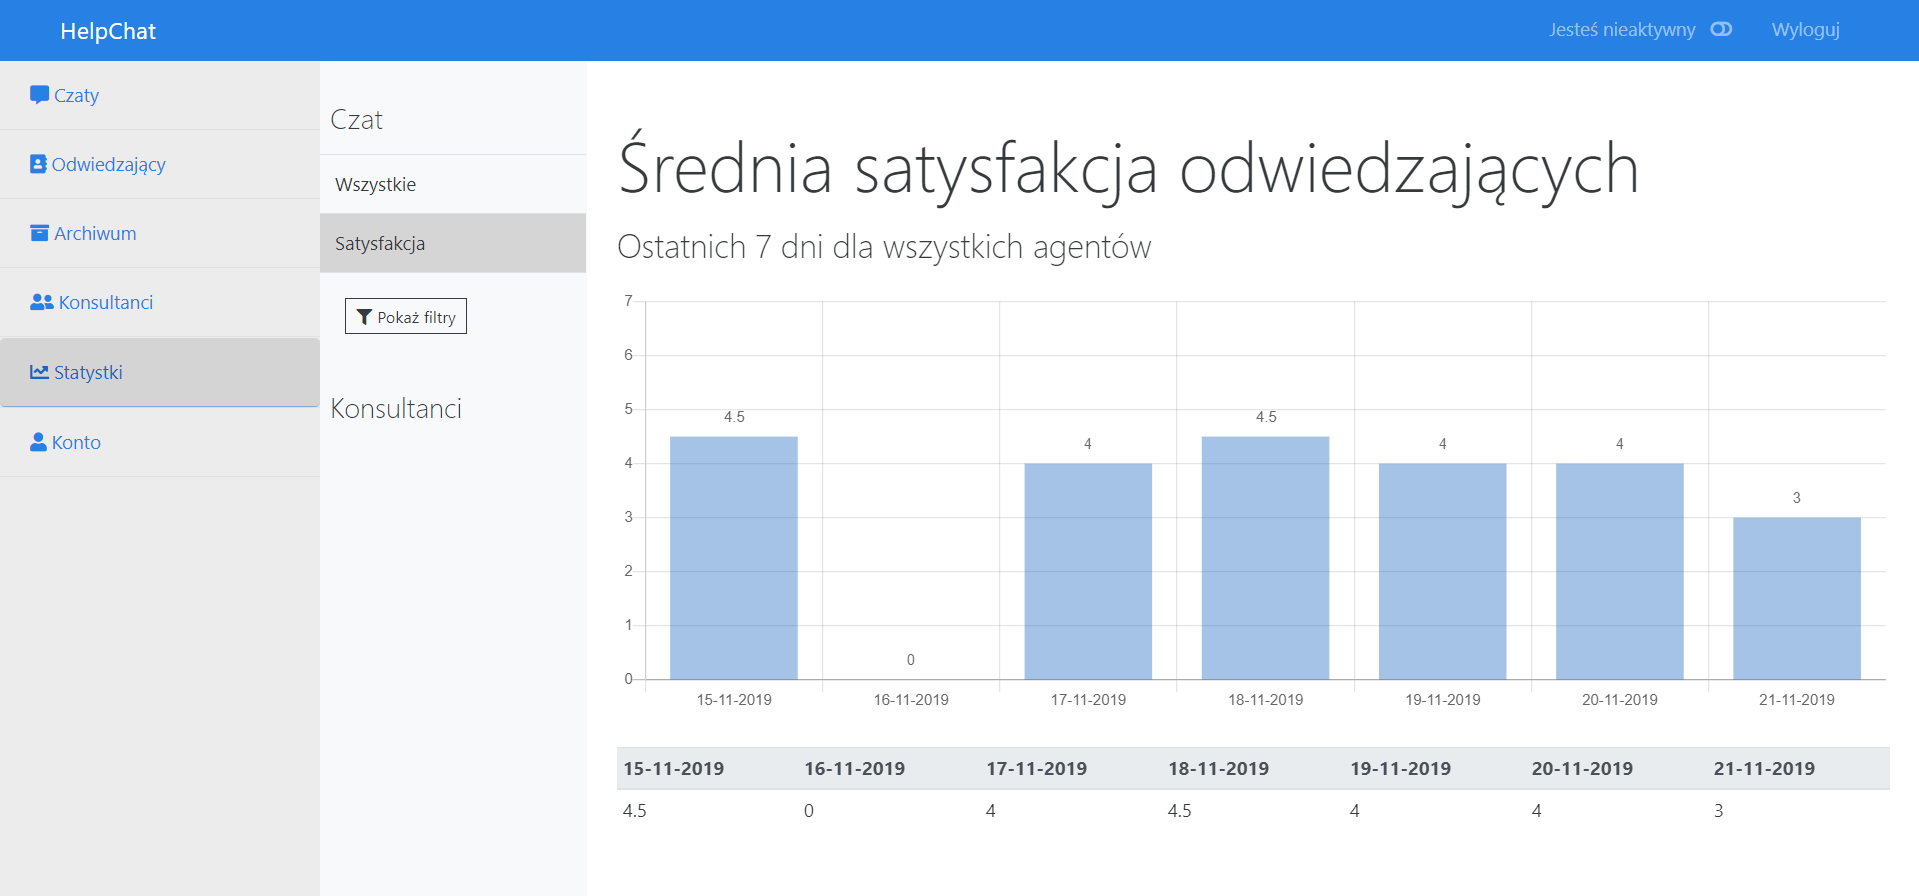 HelpChat
Jesteś nieaktywny
Wyloguj
Czaty
Odwiedzający
Archiwum
Konsultanci
Statystki
Konto
Czat
Wszystkie
Satysfakcja
Pokaż filtry
Konsultanci
Średnia satysfakcja odwiedzających
Ostatnich 7 dni dla wszystkich agentów
7
6
5
4
3
2
1
0
4.5
0
4
4.5
4
4
3
15-11-2019 16-11-2019 17-11-2019 18-11-2019 19-11-2019 20-11-2019 21-11-2019
15-11-2019 16-11-2019 17-11-2019 18-11-2019 19-11-2019 20-11-2019 21-11-2019
4.5 0 4 4.5 4 4 3